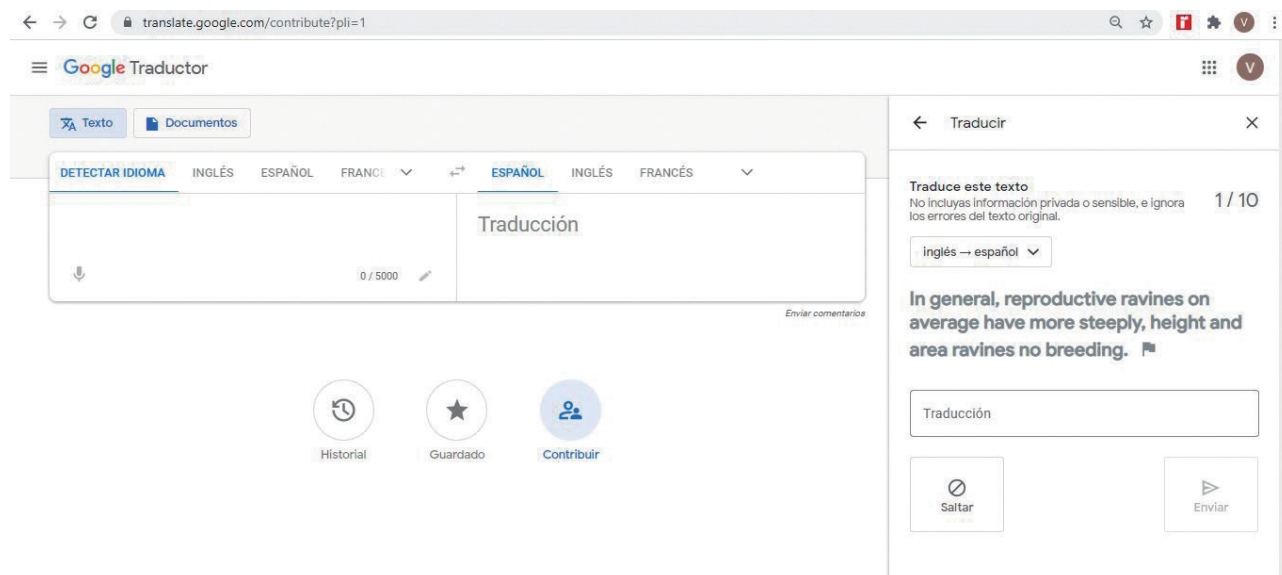 translate.google.com/contribute?pli=1
V
Google Traductor
V
Texto
Documentos
DETECTAR IDIOMA INGLÉS ESPAÑOL FRANCÉ ESPAÑOL INGLÉS FRANCÉS
Traducción
0 / 5000
Enviar comentarios
Historial
Guardado
Contribuir
Traducir
Traduce este texto
No incluyas información privada o sensible, e ignora
los errores del texto original.
1 / 10
inglés → español
In general, reproductive ravines on
average have more steeply, height and
area ravines no breeding.
Traducción
Saltar
Enviar